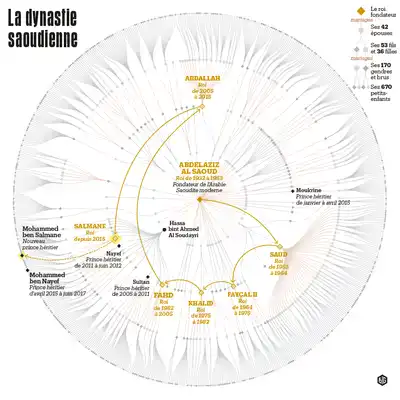 La dynastie
saoudienne
Le roi
fondateur
mariages
Ses 42
épouses
Ses 53 fils
et 36 filles
mariages
Ses 170
gendres
et brus
Ses 670
petits-
enfants
ABDALLAH
Roi
de 2005
à 2015
ABDELAZIZ
AL SAOUD
Roi de 1932 à 1953
Fondateur de l'Arabie
Saoudite moderne
Moukrine
Prince héritier
de janvier à avril 2015
Mohammed
ben Salmane
Nouveau
prince héritier
SALMANE
Roi
depuis 2015
Hassa
bint Ahmed
Al Soudayri
Nayef
Prince héritier
de 2011 à juin 2012
SAUD
Roi
de 1953
à 1964
Mohammed
ben Nayef
Prince héritier
d'avril 2015 à juin 2017
Sultan
Prince héritier
de 2005 à 2011
FAHD
Roi
de 1982
à 2005
KHALID
Roi
de 1975
à 1982
FAYÇAL II
Roi
de 1964
à 1975